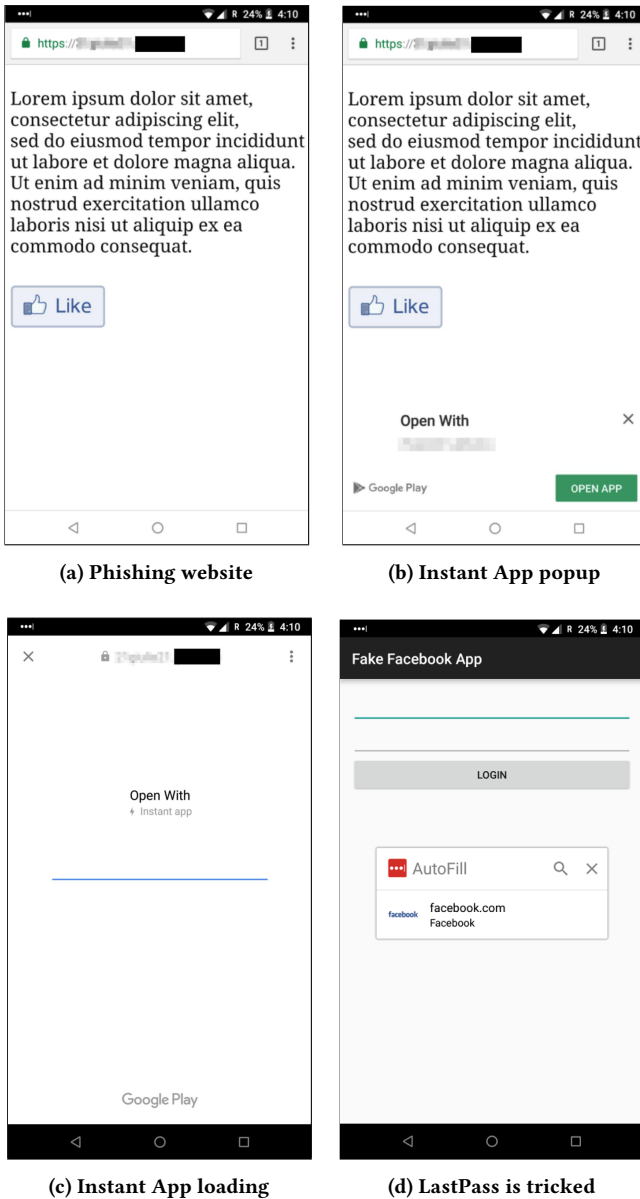 R 24% 4:10
https://
1
Lorem ipsum dolor sit amet,
consectetur adipiscing elit,
sed do eiusmod tempor incididunt
ut labore et dolore magna aliqua.
Ut enim ad minim veniam, quis
nostrud exercitation ullamco
laboris nisi ut aliquip ex ea
commodo consequat.
Like
(a) Phishing website
R 24% 4:10
https://
1
Lorem ipsum dolor sit amet,
consectetur adipiscing elit,
sed do eiusmod tempor incididunt
ut labore et dolore magna aliqua.
Ut enim ad minim veniam, quis
nostrud exercitation ullamco
laboris nisi ut aliquip ex ea
commodo consequat.
Like
Open With
Google Play
OPEN APP
(b) Instant App popup
R 24% 4:10
Open With
Instant app
Google Play
(c) Instant App loading
R 24% 4:10
Fake Facebook App
LOGIN
AutoFill
facebook
facebook.com
Facebook
(d) LastPass is tricked